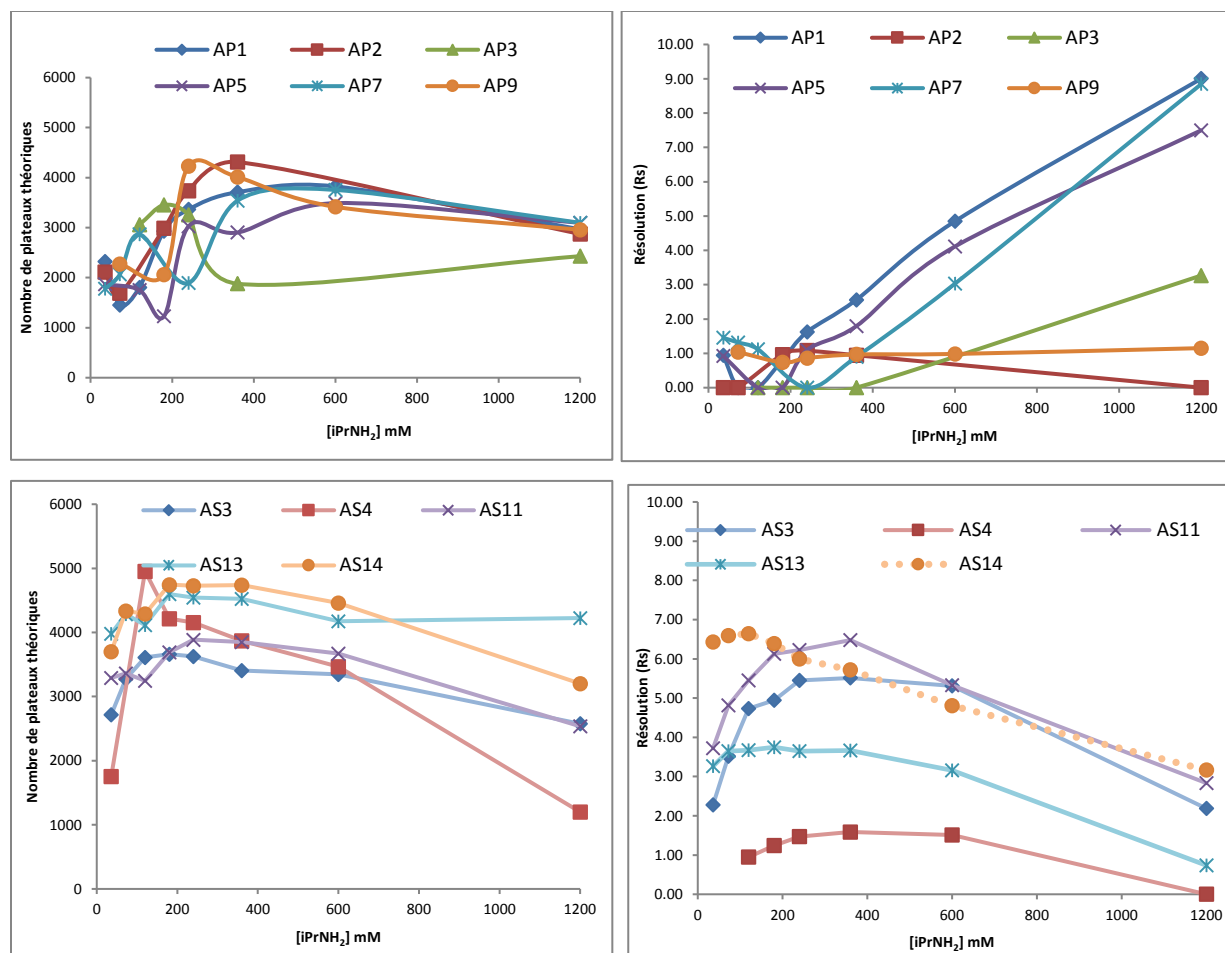 AP1 AP2 AP3
AP5 AP7 AP9
Nombre de plateaux théoriques
6000
5000
4000
3000
2000
1000
0
0 200 400 600 800 1000 1200
[iPrNH2] mM
AP1 AP2 AP3
AP5 AP7 AP9
Résolution (Rs)
10.00
9.00
8.00
7.00
6.00
5.00
4.00
3.00
2.00
1.00
0.00
0 200 400 600 800 1000 1200
[IPrNH2] mM
AS3 AS4 AS11
AS13 AS14
Nombre de plateaux théoriques
6000
5000
4000
3000
2000
1000
0
0 200 400 600 800 1000 1200
[iPrNH2] mM
AS3 AS4 AS11
AS13 AS14
Résolution (Rs)
10.00
9.00
8.00
7.00
6.00
5.00
4.00
3.00
2.00
1.00
0.00
0 200 400 600 800 1000 1200
[iPrNH2] mM